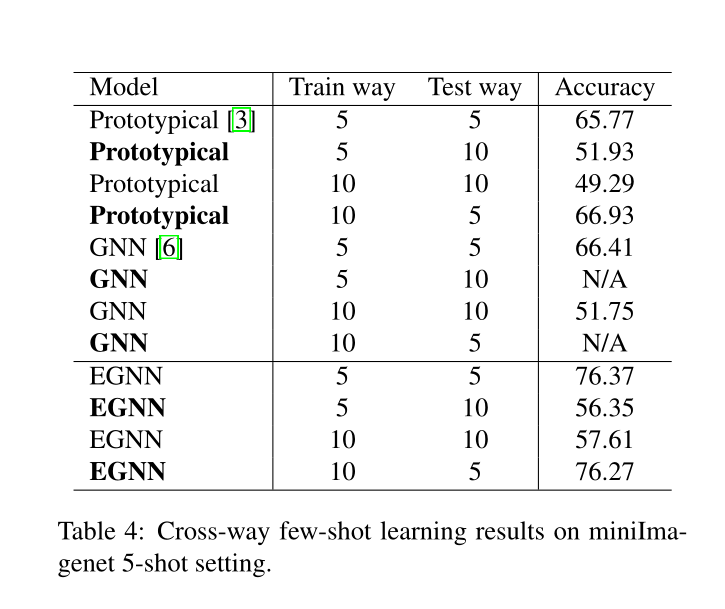 Model Train way Test way Accuracy
Prototypical [3] 5 5 65.77
Prototypical 5 10 51.93
Prototypical 10 10 49.29
Prototypical 10 5 66.93
GNN [6] 5 5 66.41
GNN 5 10 N/A
GNN 10 10 51.75
GNN 10 5 N/A
EGNN 5 5 76.37
EGNN 5 10 56.35
EGNN 10 10 57.61
EGNN 10 5 76.27
Table 4: Cross-way few-shot learning results on miniIma-
genet 5-shot setting.